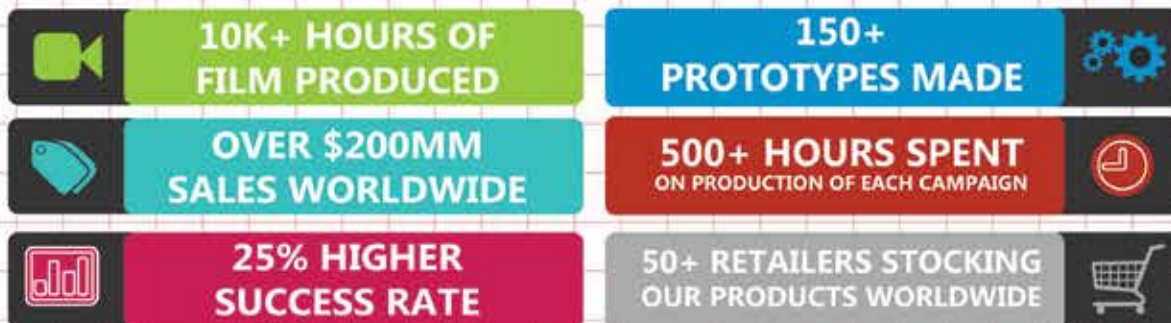 10K+ HOURS OF
FILM PRODUCED
150+
PROTOTYPES MADE
OVER $200MM
SALES WORLDWIDE
500+ HOURS SPENT
ON PRODUCTION OF EACH CAMPAIGN
25% HIGHER
SUCCESS RATE
50+ RETAILERS STOCKING
OUR PRODUCTS WORLDWIDE